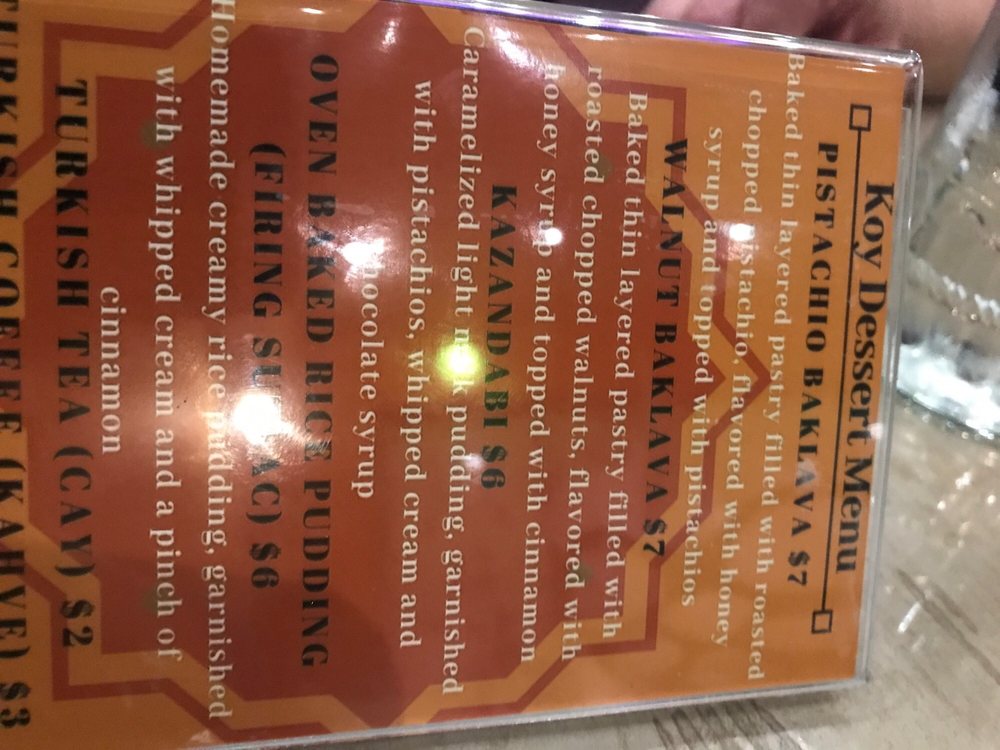 Koy Dessert Menu
PISTACHIO BAKLAVA $7
Baked thin layered pastry filled with roasted
chopped pistachio, flavored with honey
syrup and topped with pistachios
WALNUT BAKLAVA $7
Baked thin layered pastry filled with
roasted chopped walnuts, flavored with
honey syrup and topped with cinnamon
KAZANDABI $6
Caramelized light milk pudding, garnished
with pistachios, whipped cream and
chocolate syrup
OVEN BAKED RICE PUDDING
(FIRING SUTLAC) $6
Homemade creamy rice pudding, garnished
with whipped cream and a pinch of
cinnamon
TURKISH TEA (CAY) $2
TURKISH COFFEE (KAHVE) $3